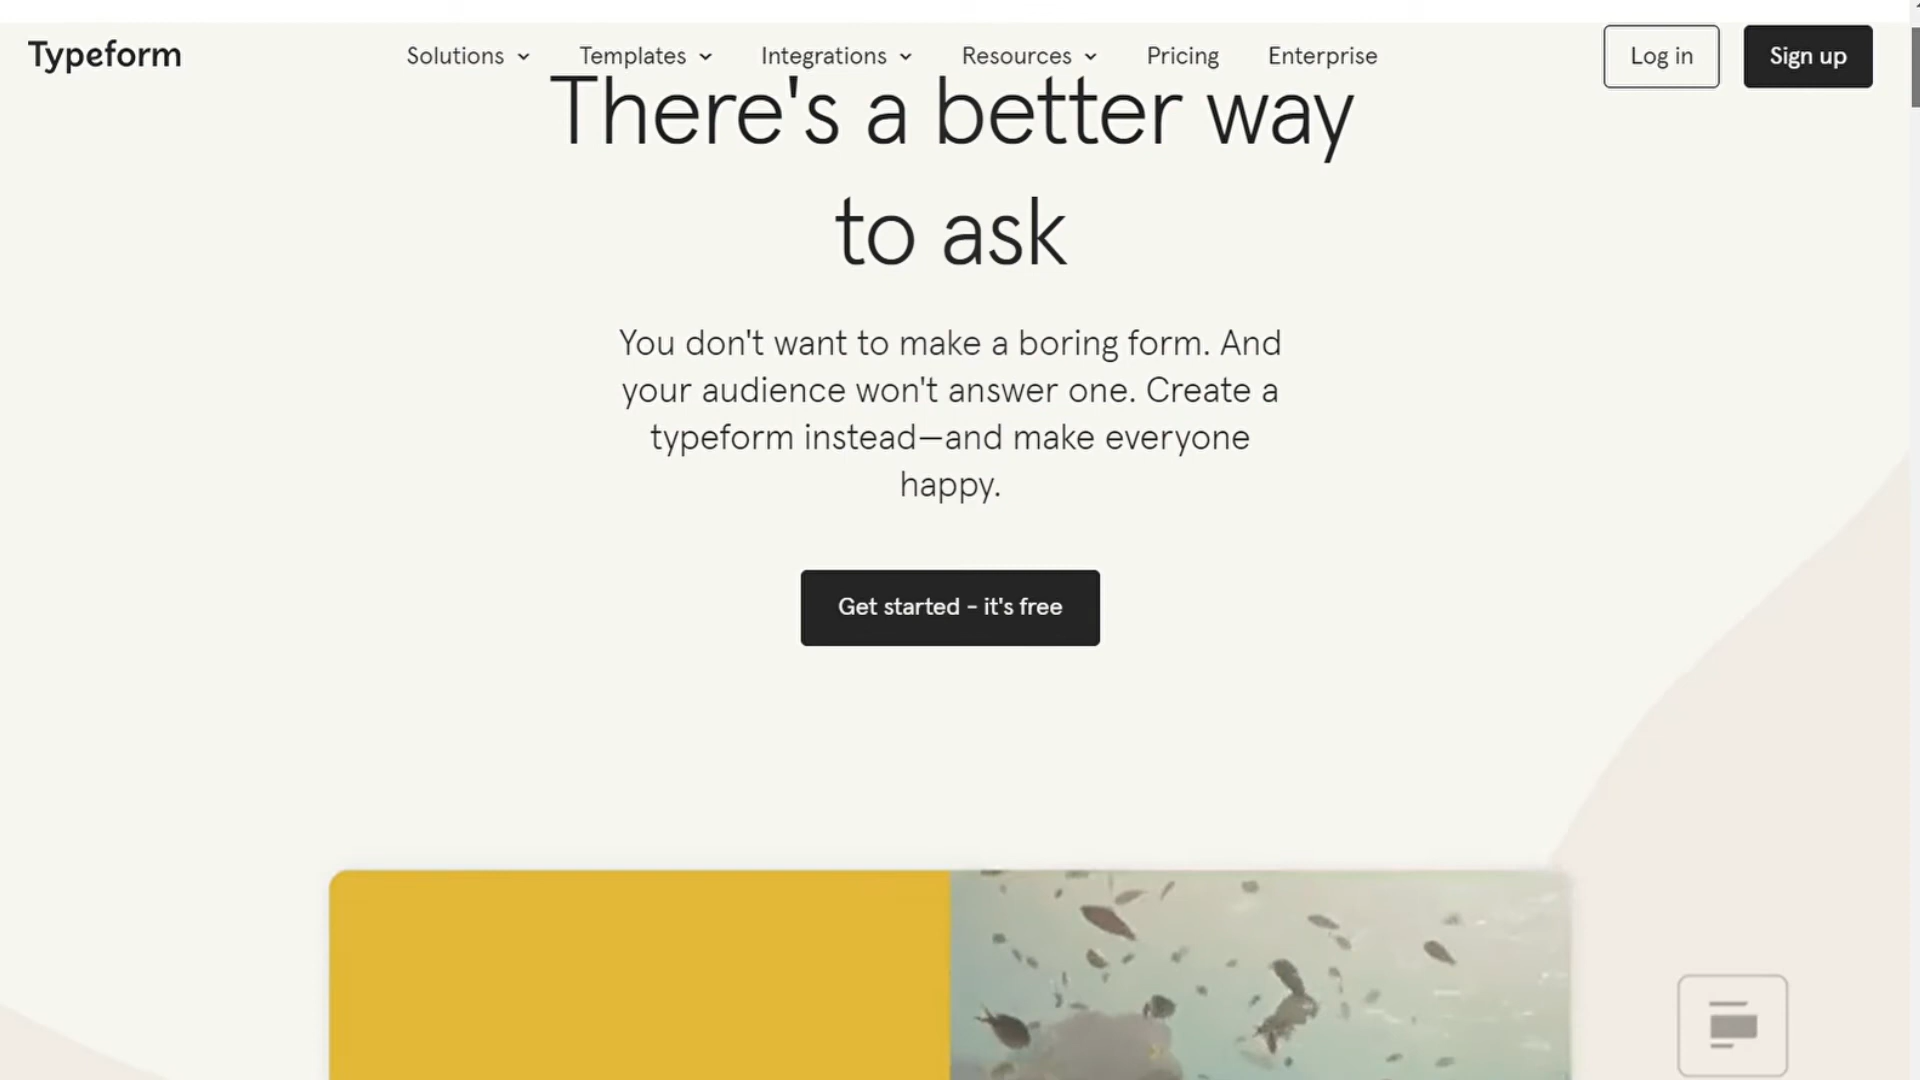 Typeform
Solutions
Templates
Integrations
Resources
Pricing
Enterprise
Log in
Sign up
There's a better way
to ask
You don't want to make a boring form. And
your audience won't answer one. Create a
typeform instead—and make everyone
happy.
Get started - it's free